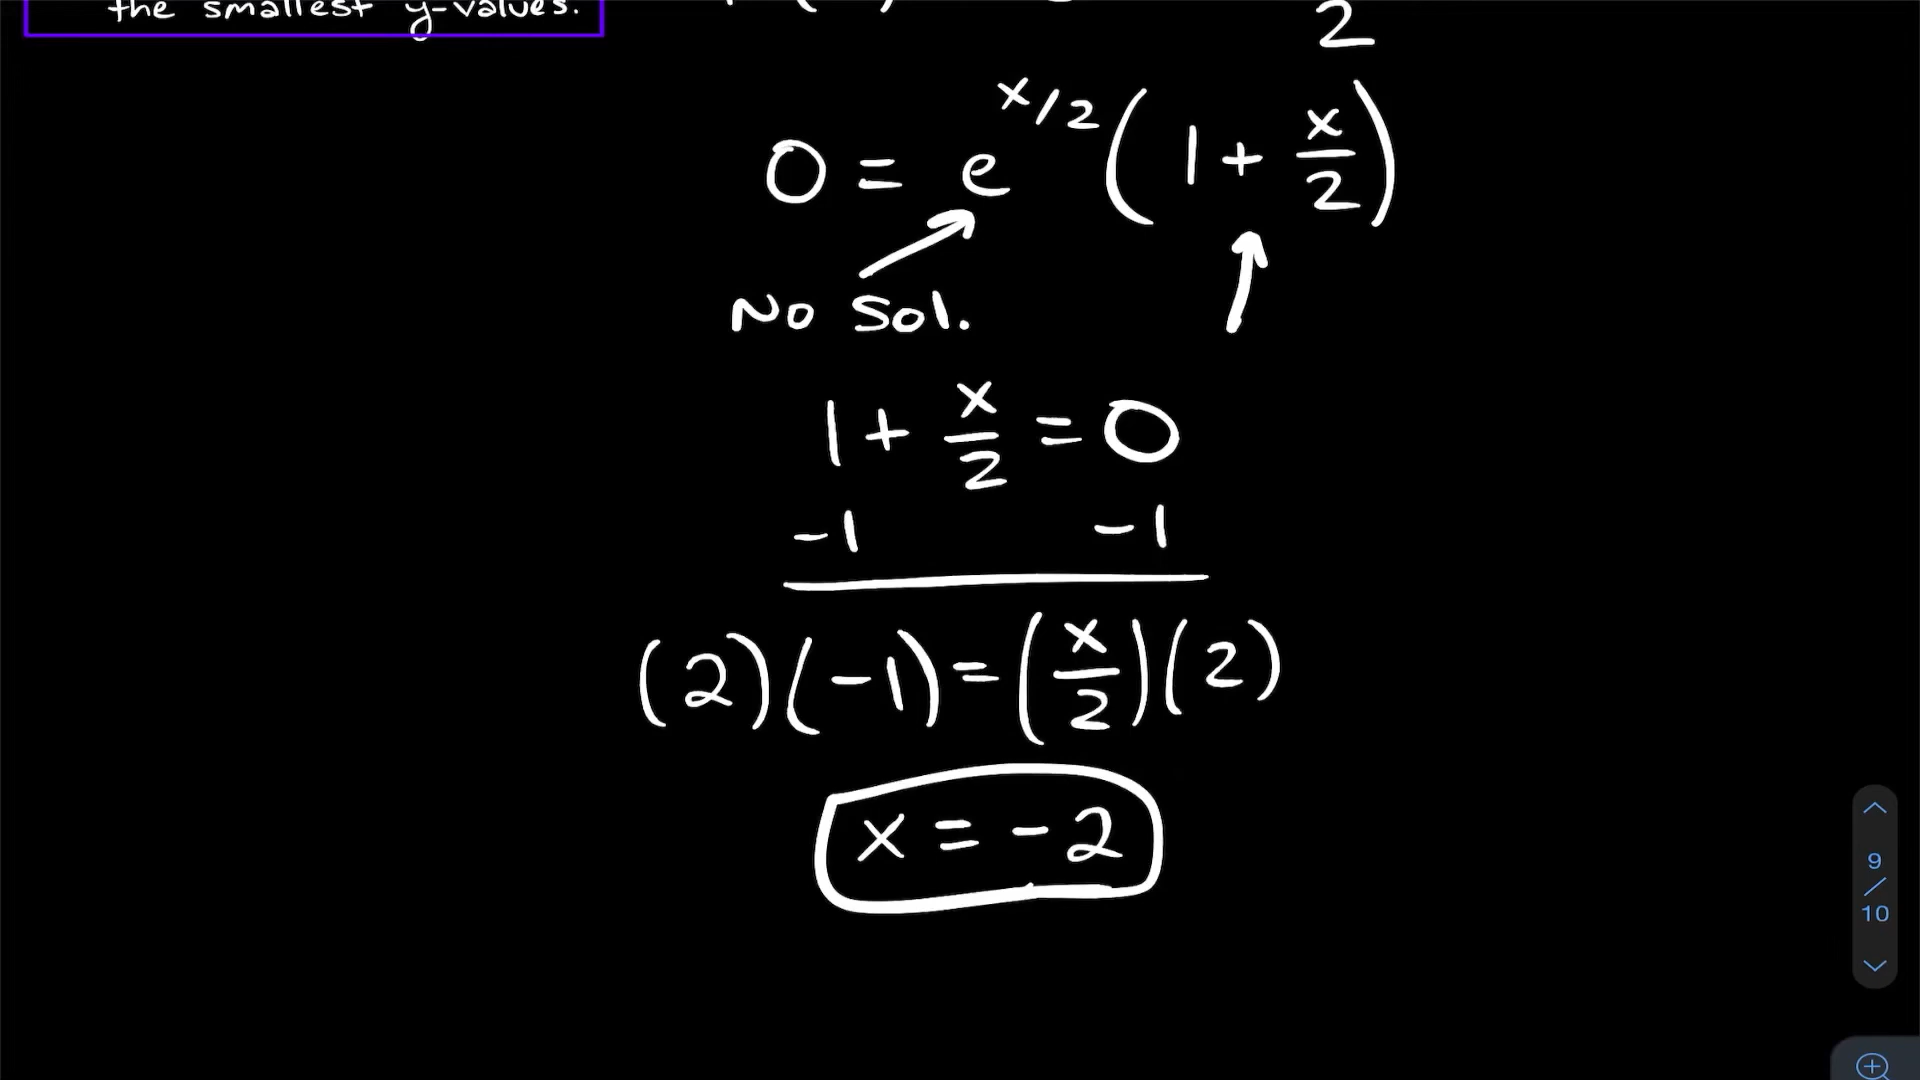 the smallest y-values.
2
0 = e^{x/2} (1 + x/2)
No Sol.
1 + x/2 = 0
-1 -1
(2)(-1) = (x/2)(2)
x = -2
9
/
10